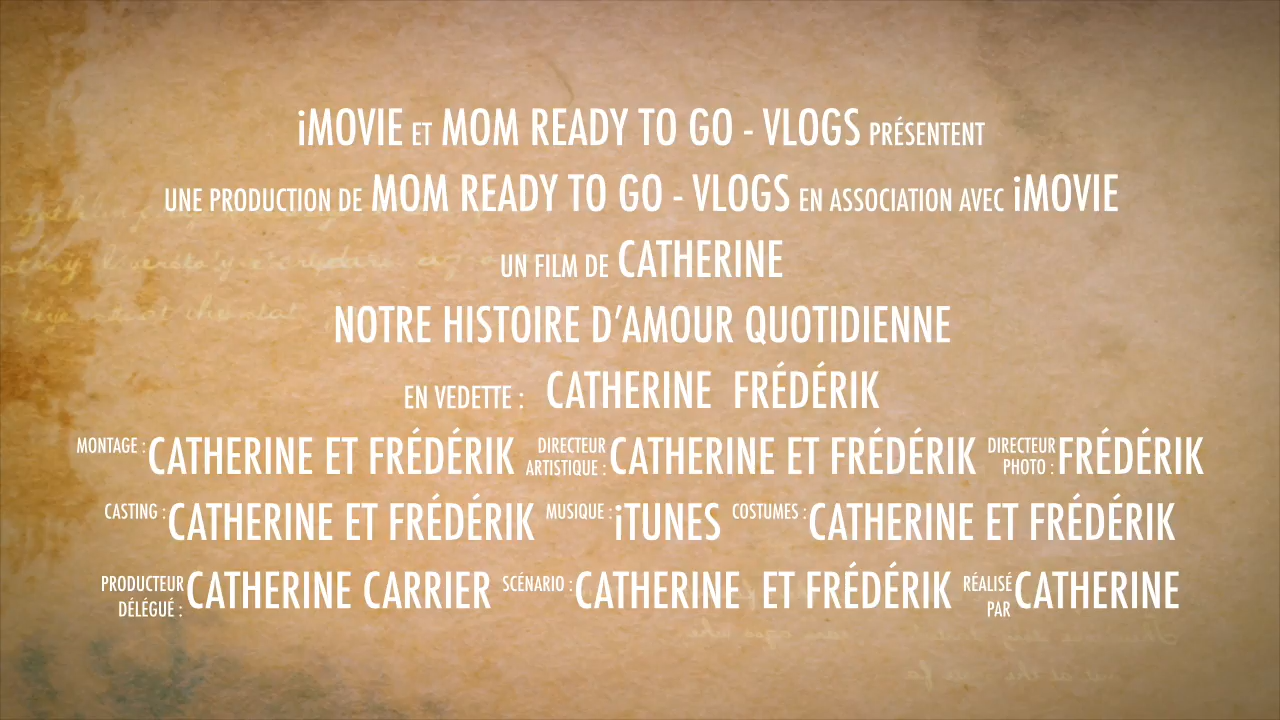 iMOVIE ET MOM READY TO GO - VLOGS PRÉSENTENT
UNE PRODUCTION DE MOM READY TO GO - VLOGS EN ASSOCIATION AVEC iMOVIE
UN FILM DE CATHERINE
NOTRE HISTOIRE D’AMOUR QUOTIDIENNE
EN VEDETTE : CATHERINE FRÉDÉRIK
MONTAGE : CATHERINE ET FRÉDÉRIK DIRECTEUR ARTISTIQUE : CATHERINE ET FRÉDÉRIK DIRECTEUR PHOTO : FRÉDÉRIK
CASTING : CATHERINE ET FRÉDÉRIK MUSIQUE : iTUNES COSTUMES : CATHERINE ET FRÉDÉRIK
PRODUCTEUR DÉLÉGUÉ : CATHERINE CARRIER SCÉNARIO : CATHERINE ET FRÉDÉRIK RÉALISÉ PAR CATHERINE